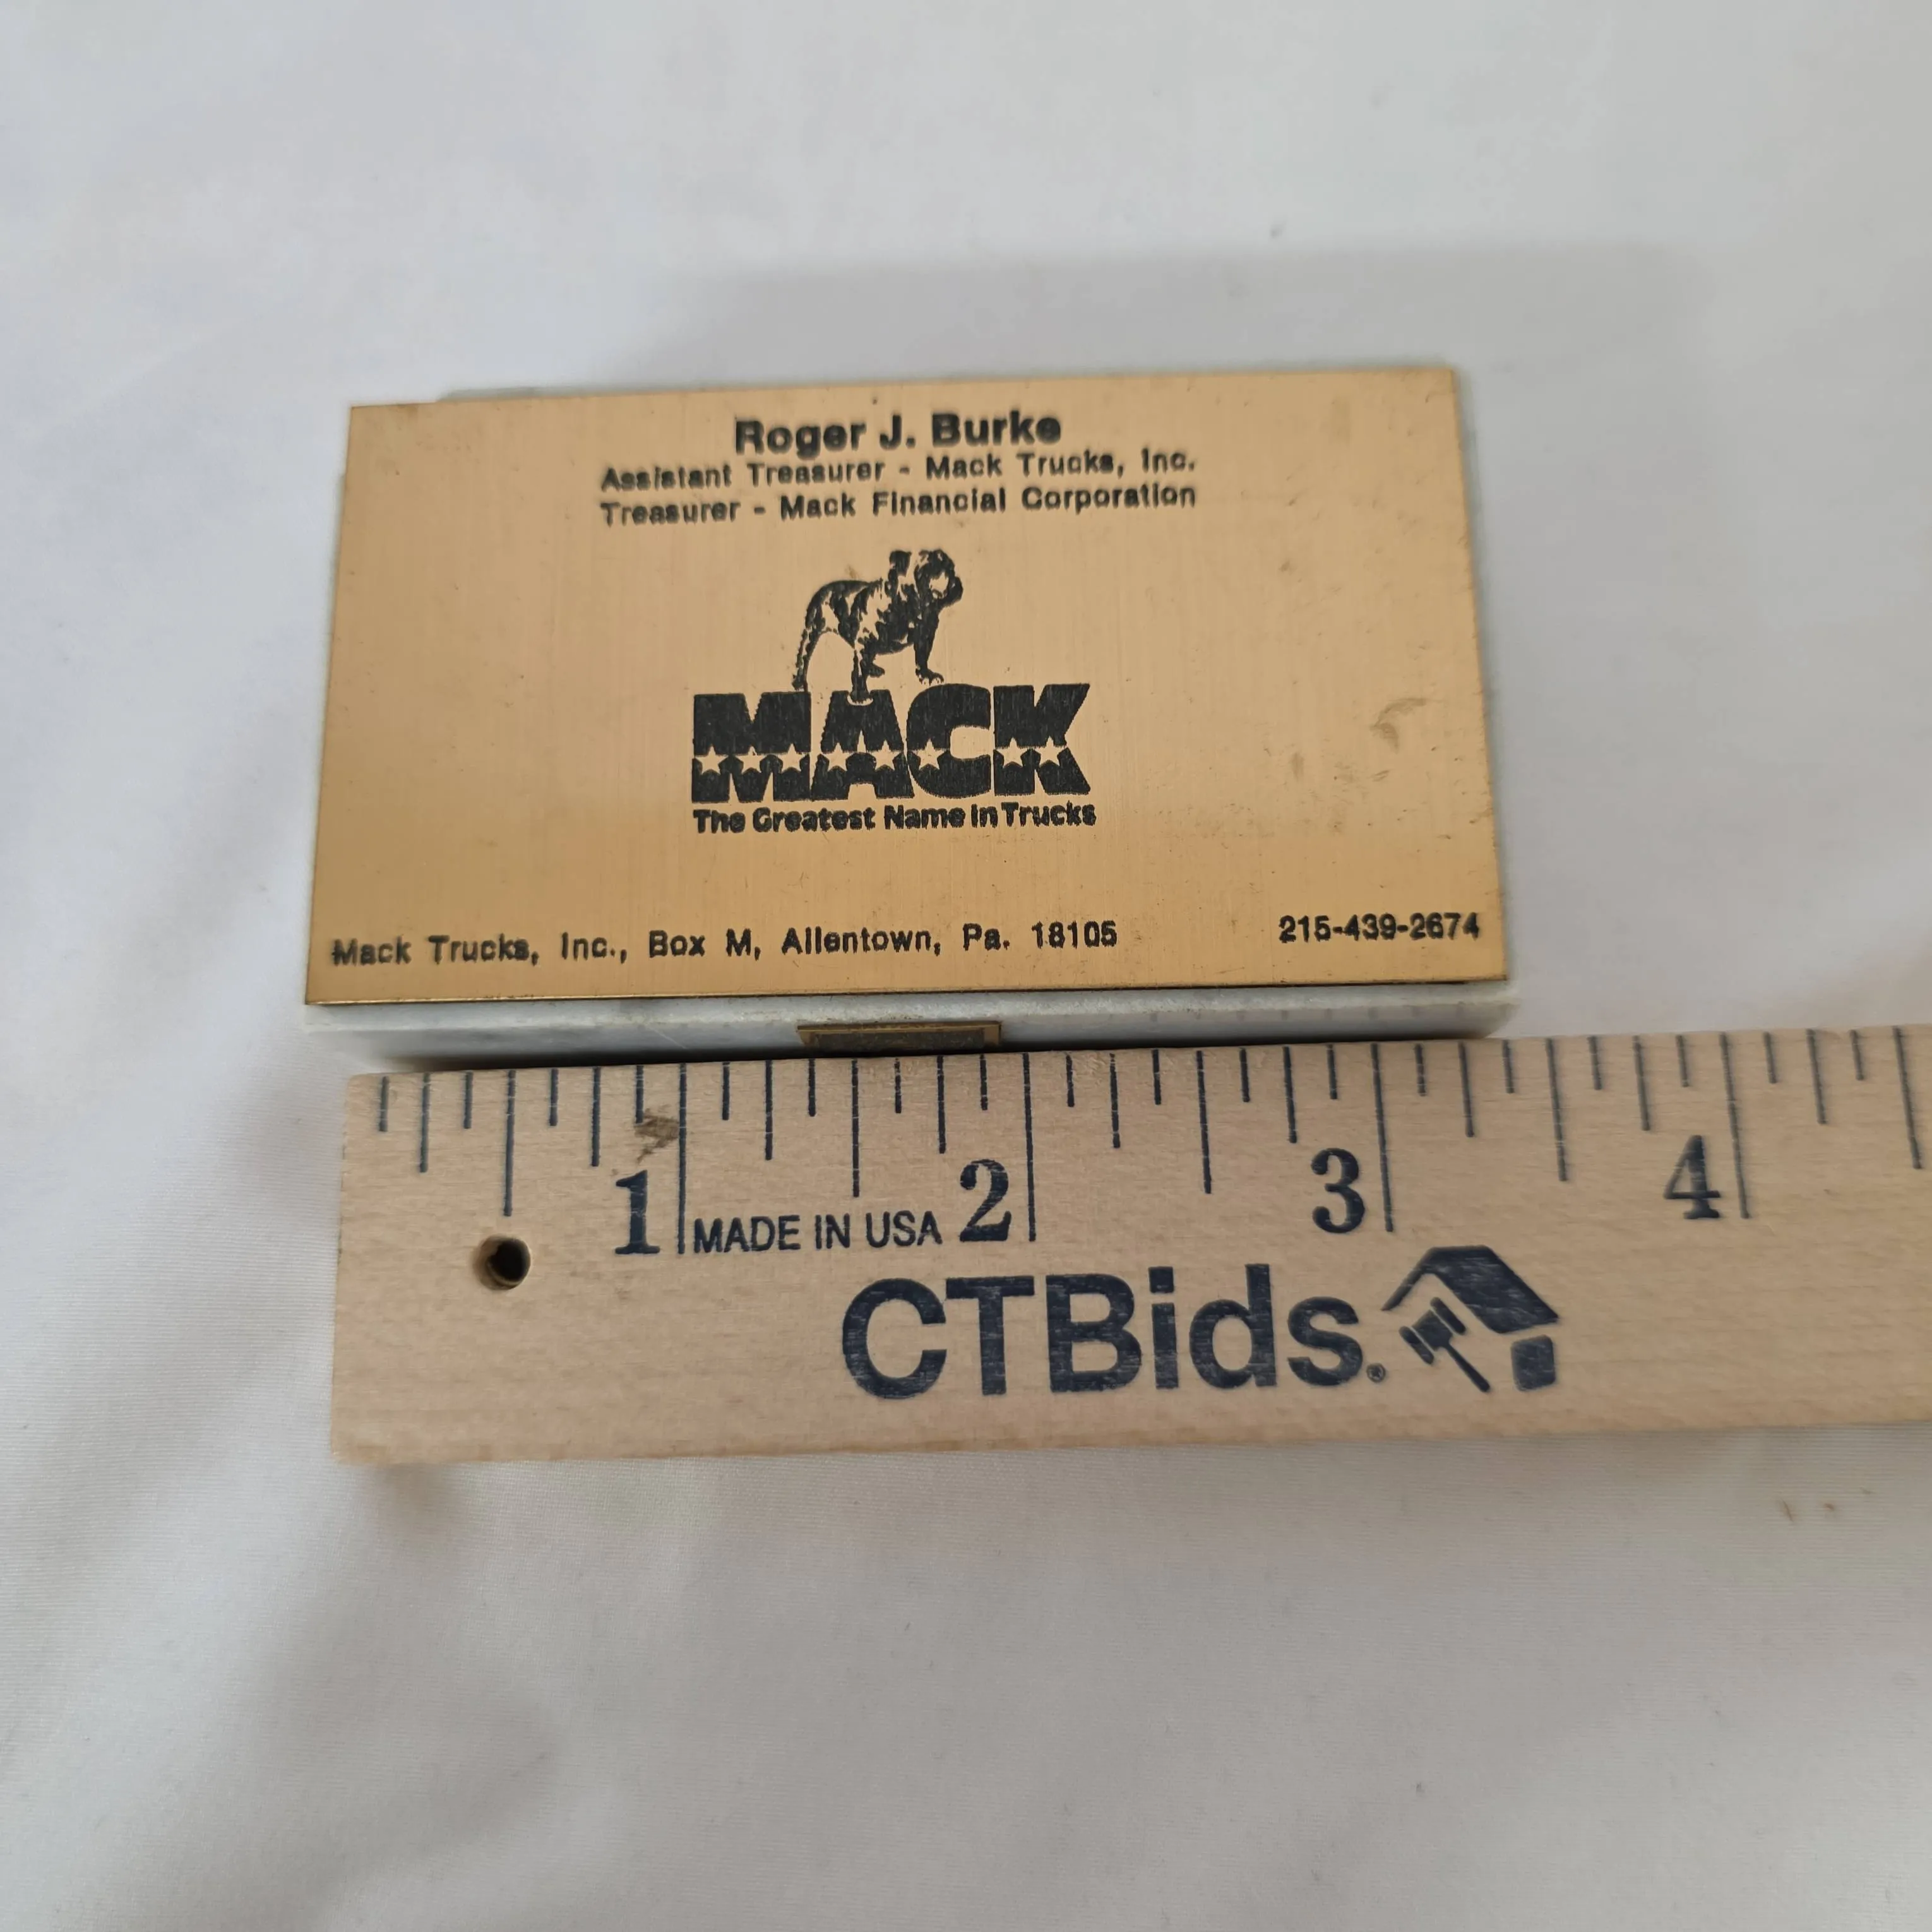 Roger J. Burke
Assistant Treasurer - Mack Trucks, Inc.
Treasurer - Mack Financial Corporation
MACK
The Greatest Name in Trucks
Mack Trucks, Inc., Box M, Allentown, Pa. 18105
215-439-2674
1 2 3 4
MADE IN USA
CTBids.®